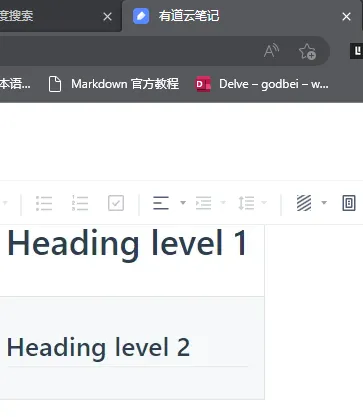 度搜索
有道云笔记
本语...
Markdown 官方教程
Delve – godbei – w...
Heading level 1
Heading level 2